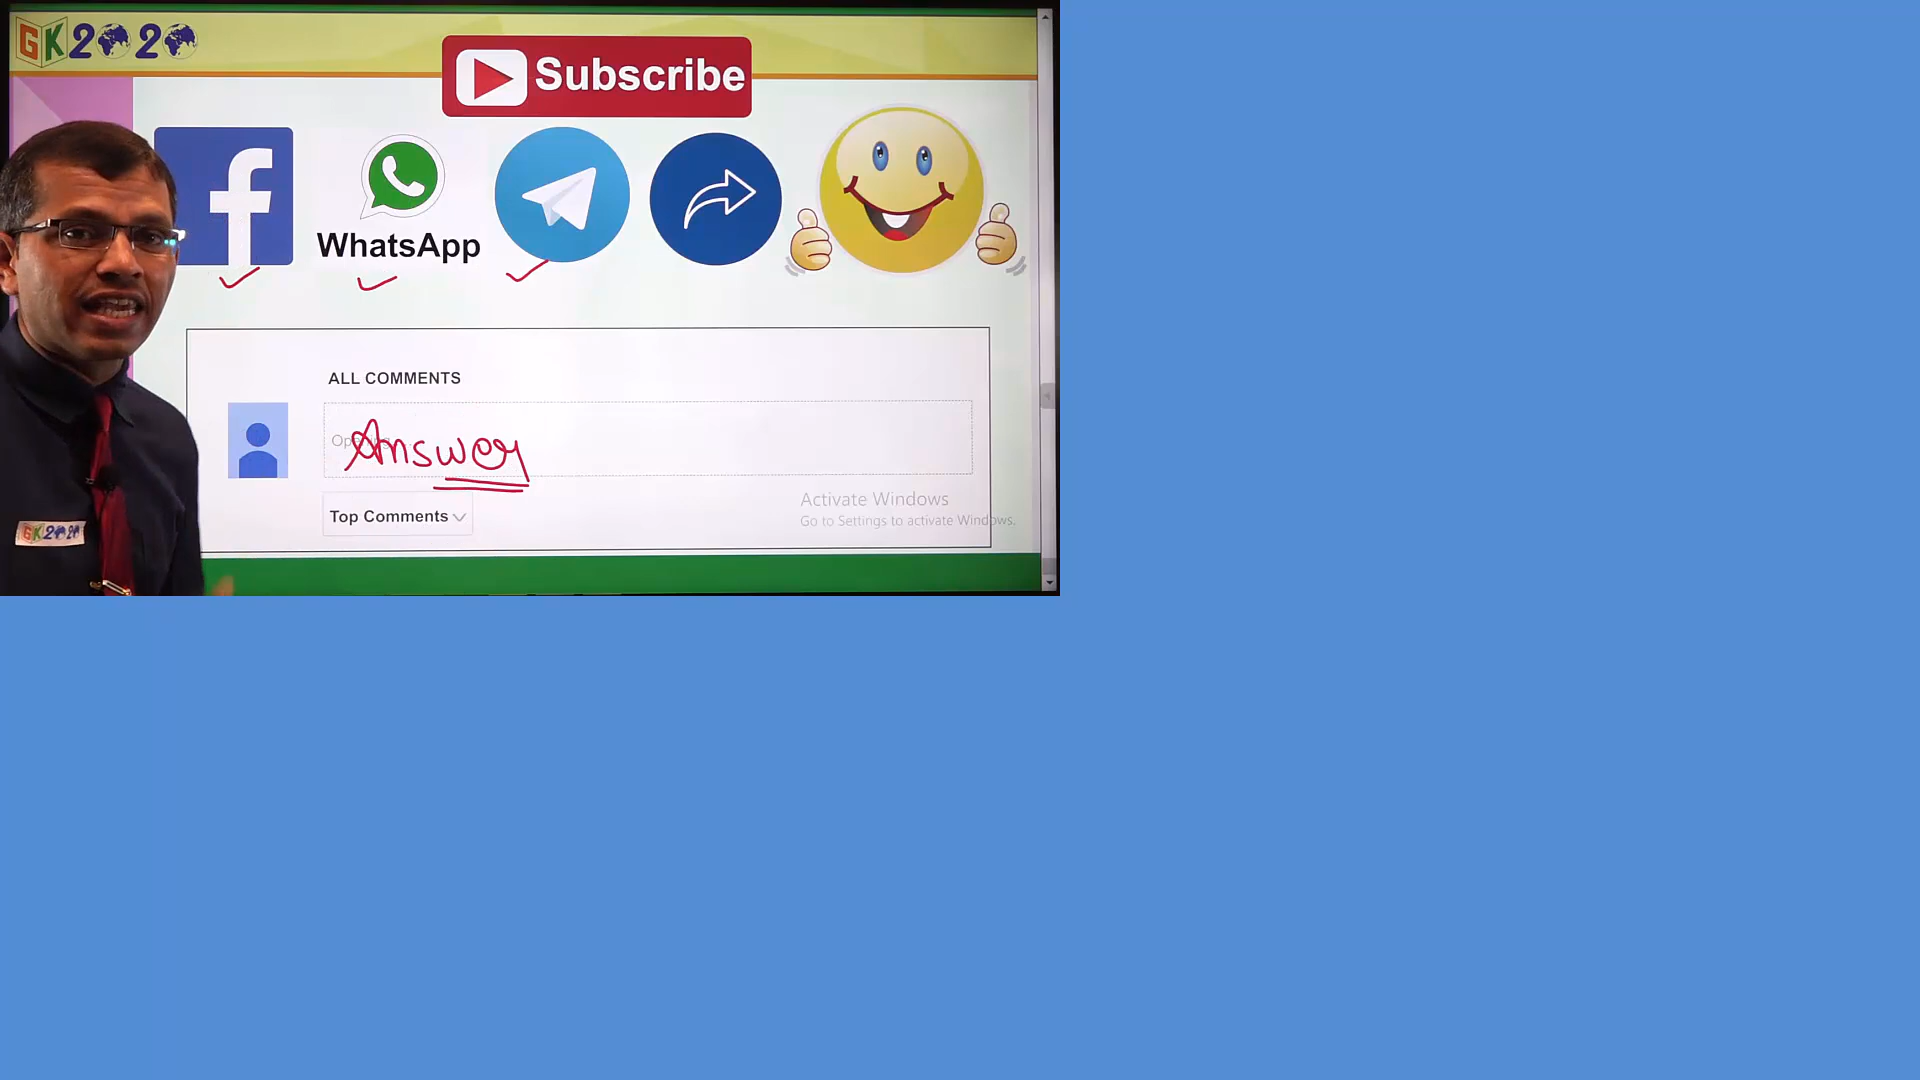 GK2020
Subscribe
WhatsApp
ALL COMMENTS
Answer
Top Comments
Activate Windows
Go to Settings to activate Windows.
GK2020